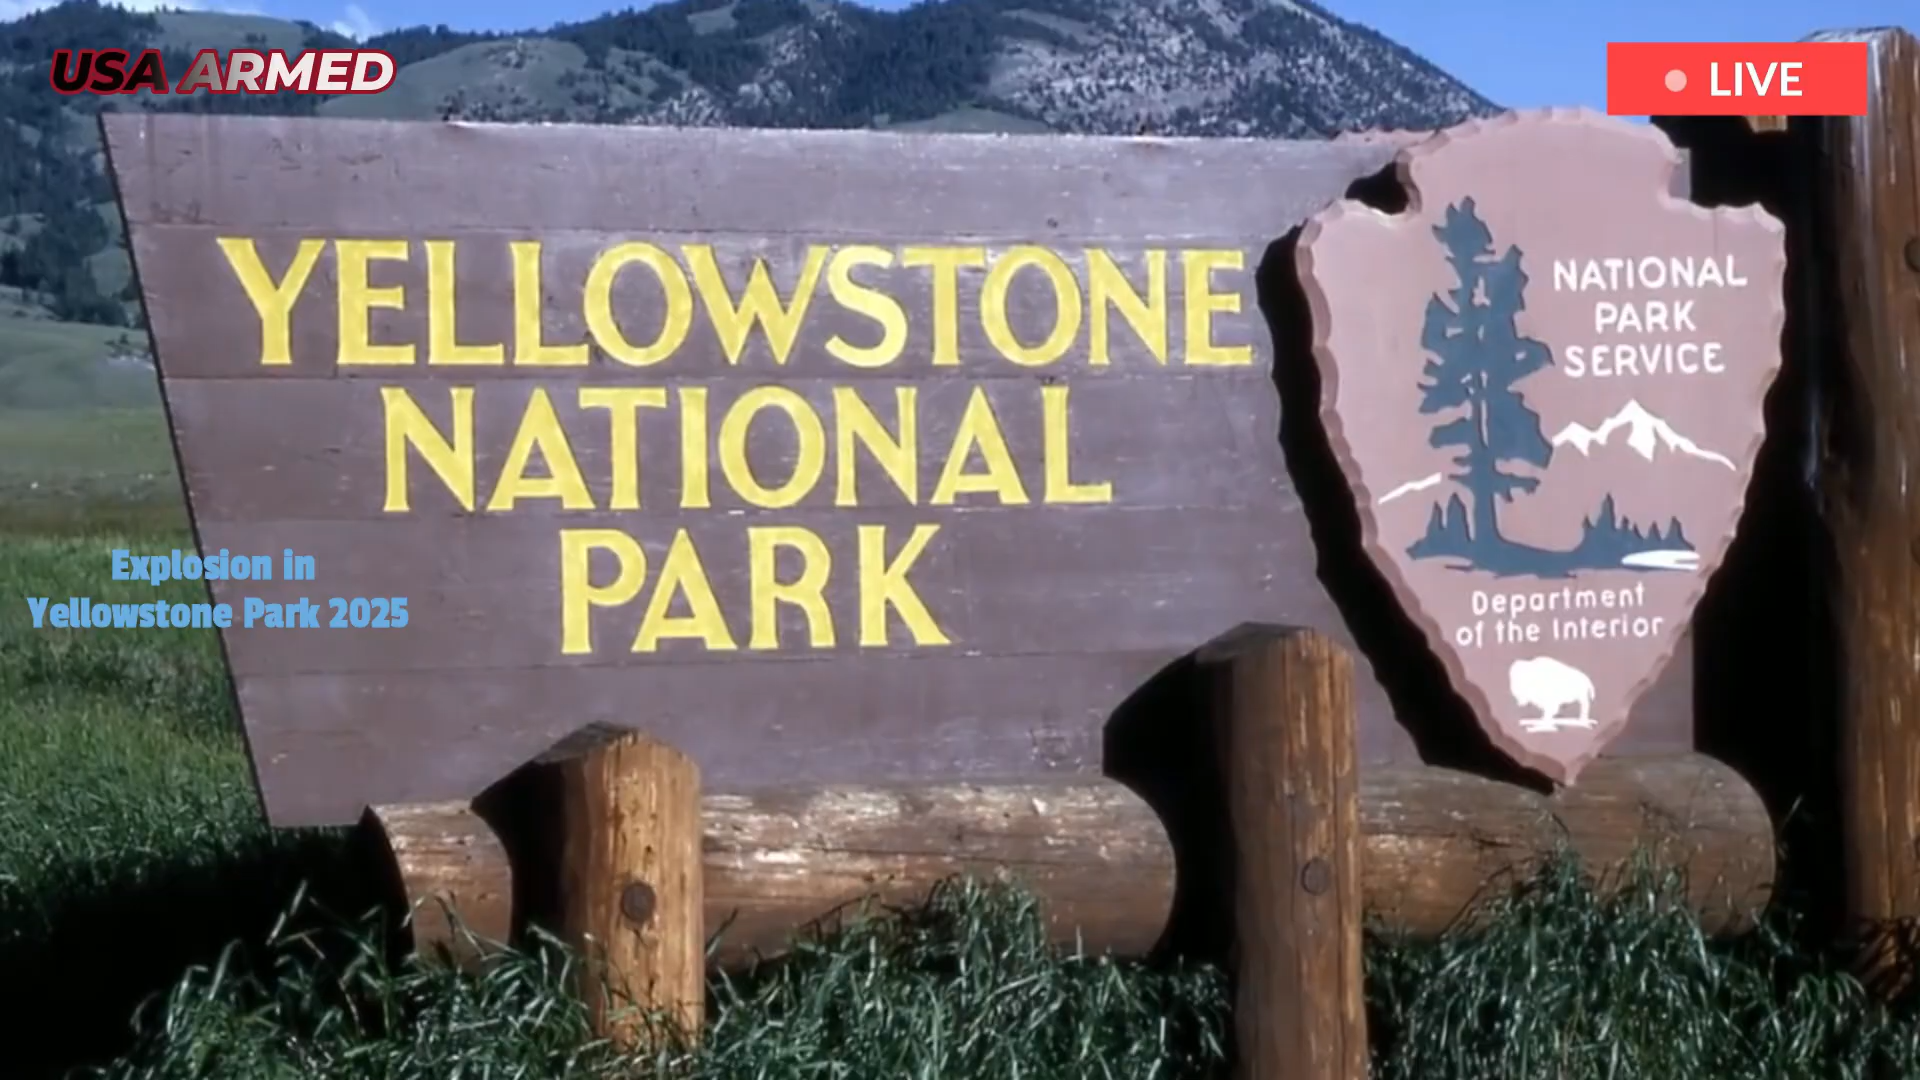 USA ARMED
LIVE
YELLOWSTONE
NATIONAL
PARK
NATIONAL
PARK
SERVICE
Department
of the Interior
Explosion in
Yellowstone Park 2025